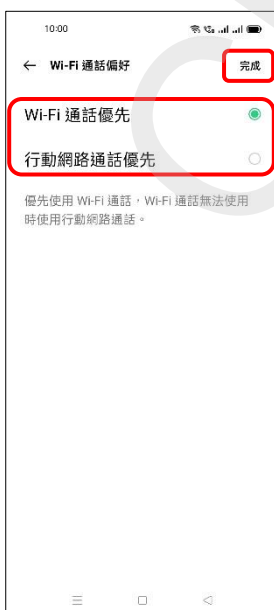 10:00
← Wi-Fi 通話偏好 完成
Wi-Fi 通話優先
行動網路通話優先
優先使用 Wi-Fi 通話，Wi-Fi 通話無法使用
時使用行動網路通話。